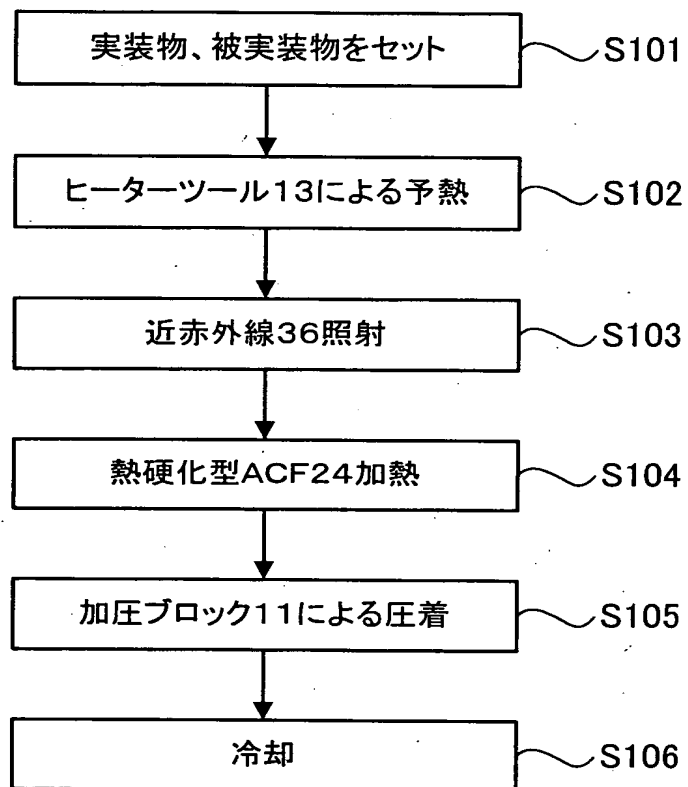 実装物、被実装物をセット S101
ヒーターツール13による予熱 S102
近赤外線36照射 S103
熱硬化型ACF24加熱 S104
加圧ブロック11による圧着 S105
冷却 S106